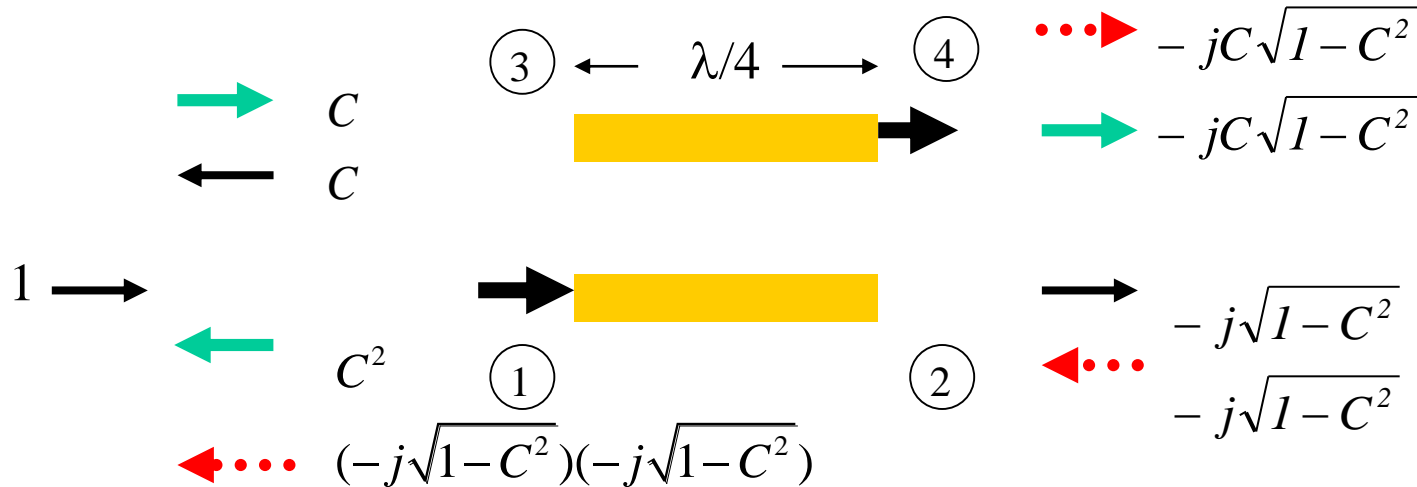 ③ λ/4 ④ − jC√(1−C²)
C − jC√(1−C²)
C
1 − j√(1−C²)
C² ① ② − j√(1−C²)
(−j√(1−C²))(−j√(1−C²))